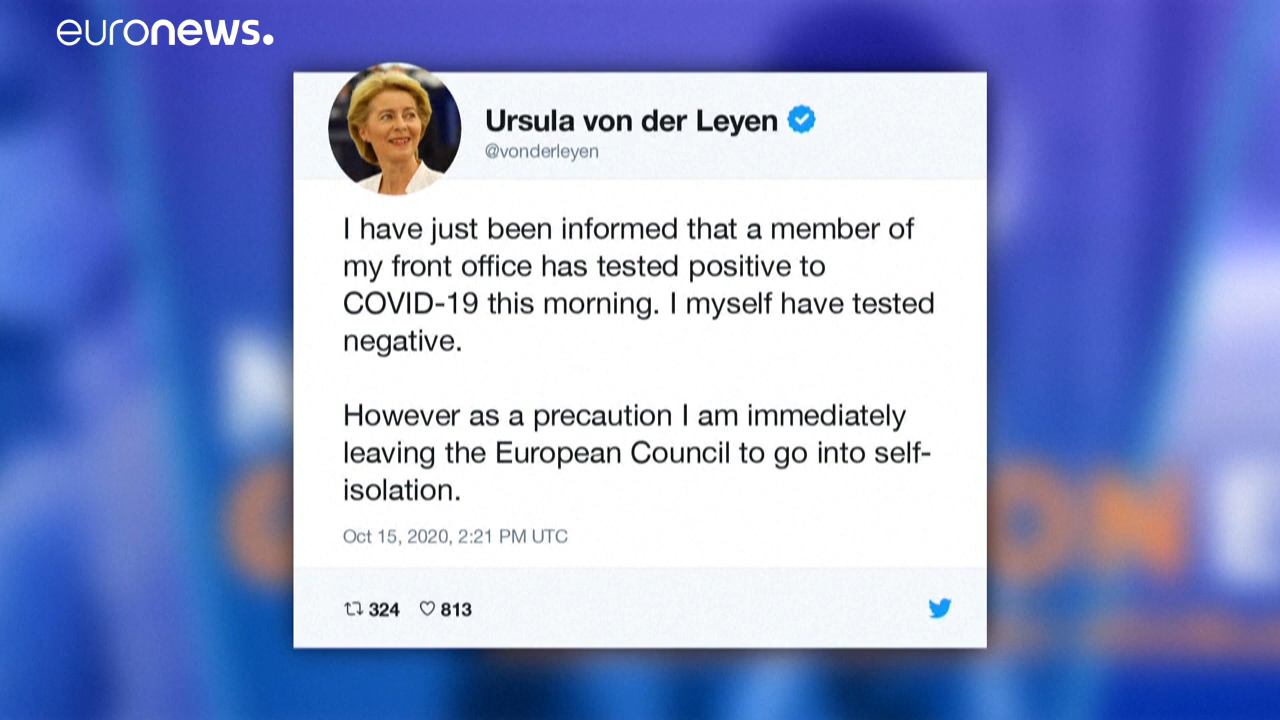 euronews.
Ursula von der Leyen
@vonderleyen
I have just been informed that a member of
my front office has tested positive to
COVID-19 this morning. I myself have tested
negative.
However as a precaution I am immediately
leaving the European Council to go into self-
isolation.
Oct 15, 2020, 2:21 PM UTC
324 813